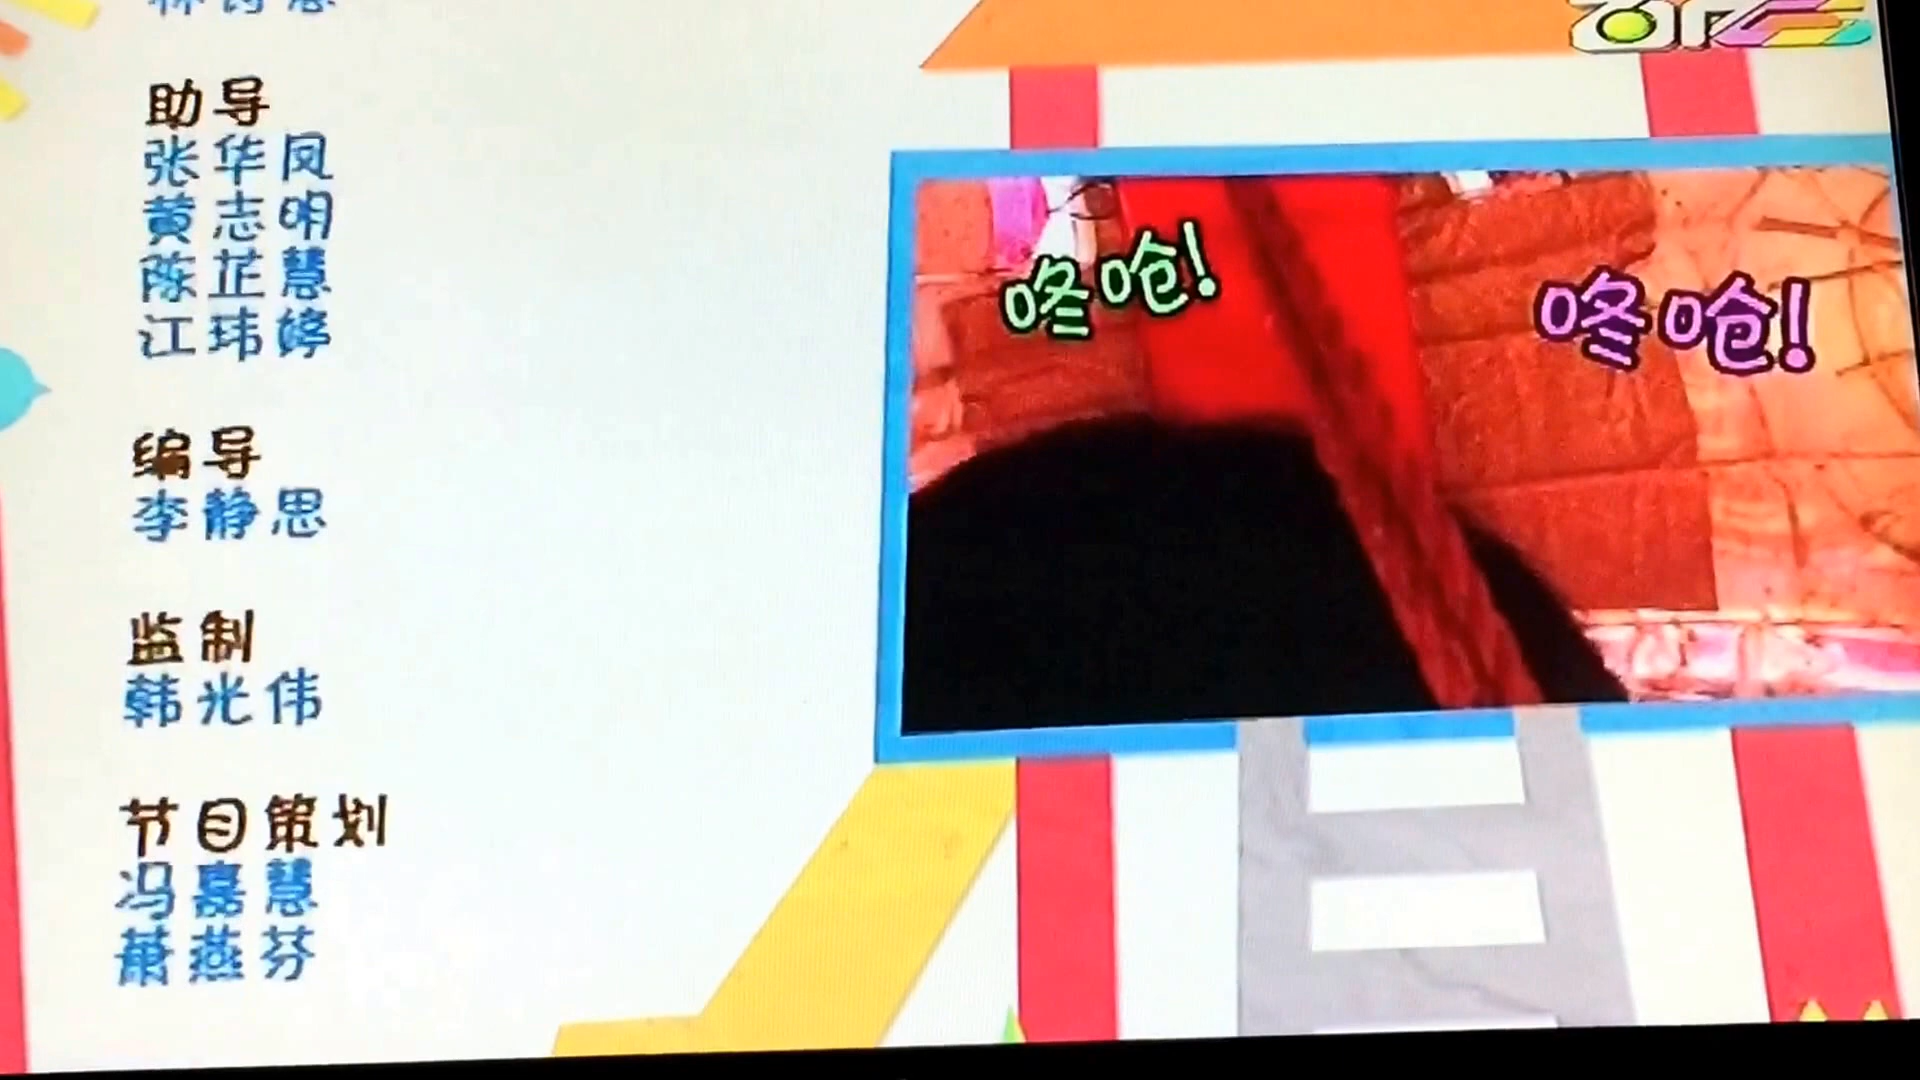 助导
张华凤
黄志明
陈芷慧
江玮婷
编导
李静思
监制
韩光伟
节目策划
冯嘉慧
萧燕芬
咚呛!
咚呛!